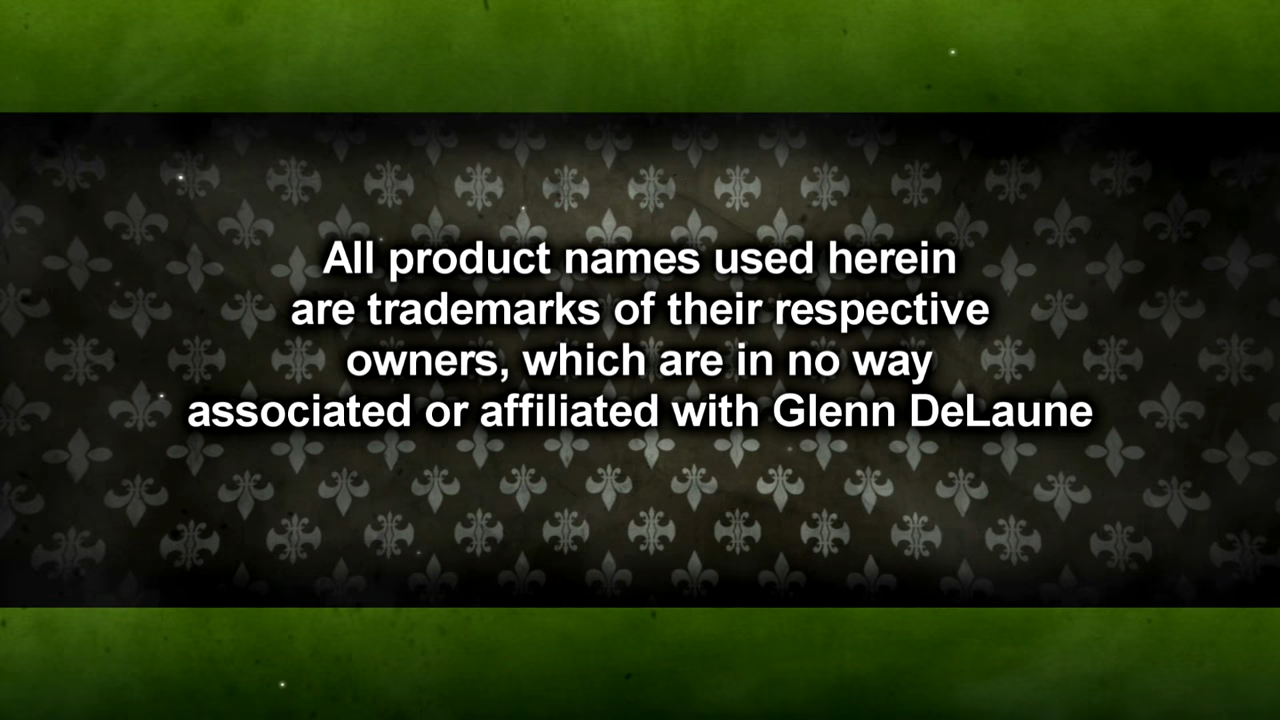 All product names used herein
are trademarks of their respective
owners, which are in no way
associated or affiliated with Glenn DeLaune